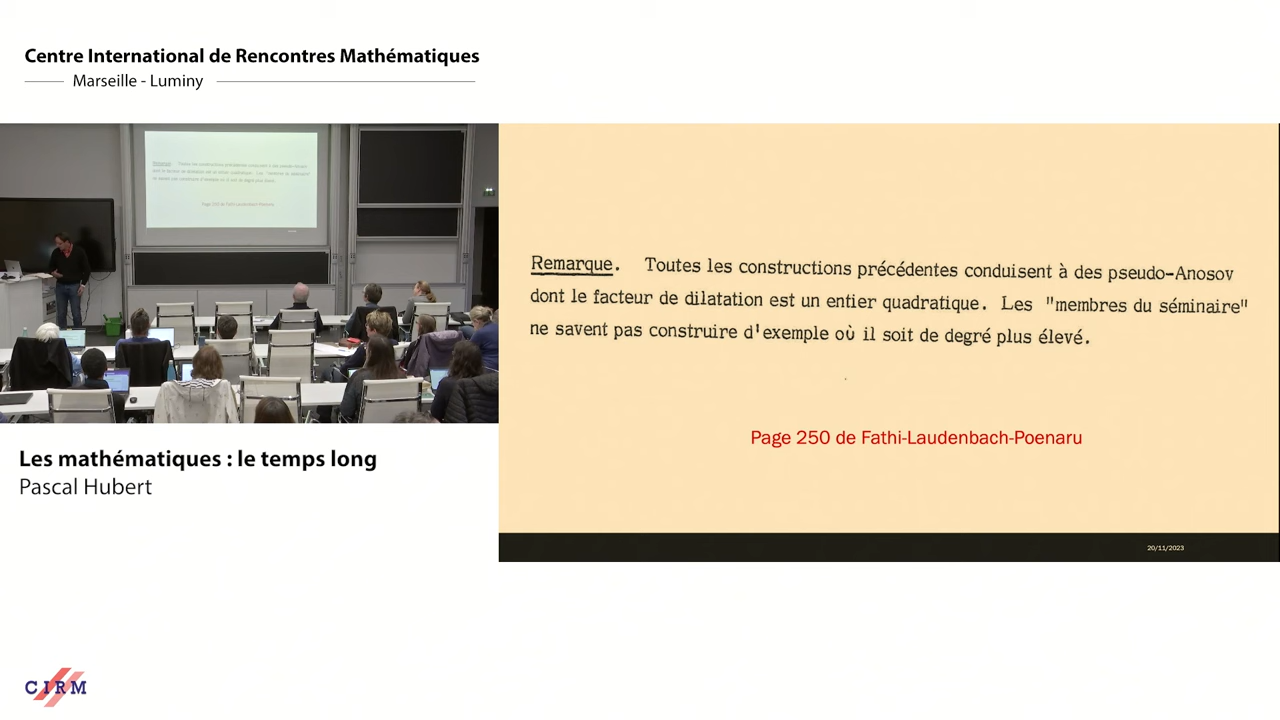 Centre International de Rencontres Mathématiques
Marseille - Luminy
Remarque. Toutes les constructions précédentes conduisent à des pseudo-Anosov
dont le facteur de dilatation est un entier quadratique. Les "membres du séminaire"
ne savent pas construire d'exemple où il soit de degré plus élevé.
Page 250 de Fathi-Laudenbach-Poenaru
20/11/2023
Les mathématiques : le temps long
Pascal Hubert
CIRM